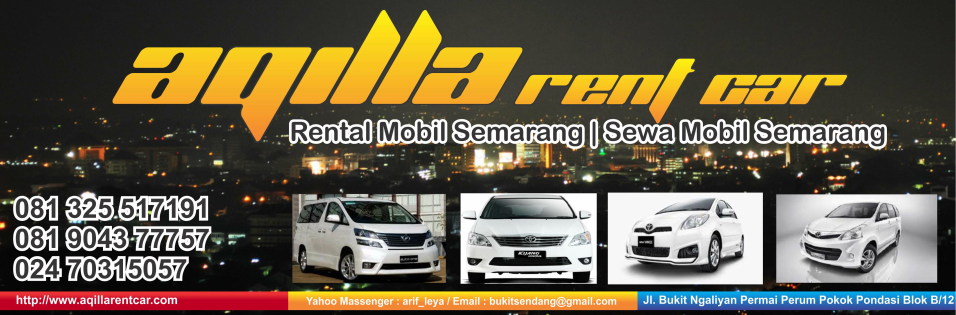 aqilla rent car
Rental Mobil Semarang | Sewa Mobil Semarang
081 325 517191
081 9043 77757
024 70315057
http://www.aqillarentcar.com
Yahoo Massenger : arif_leya / Email : bukitsendang@gmail.com
Jl. Bukit Ngaliyan Permai Perum Pokok Pondasi Blok B/12